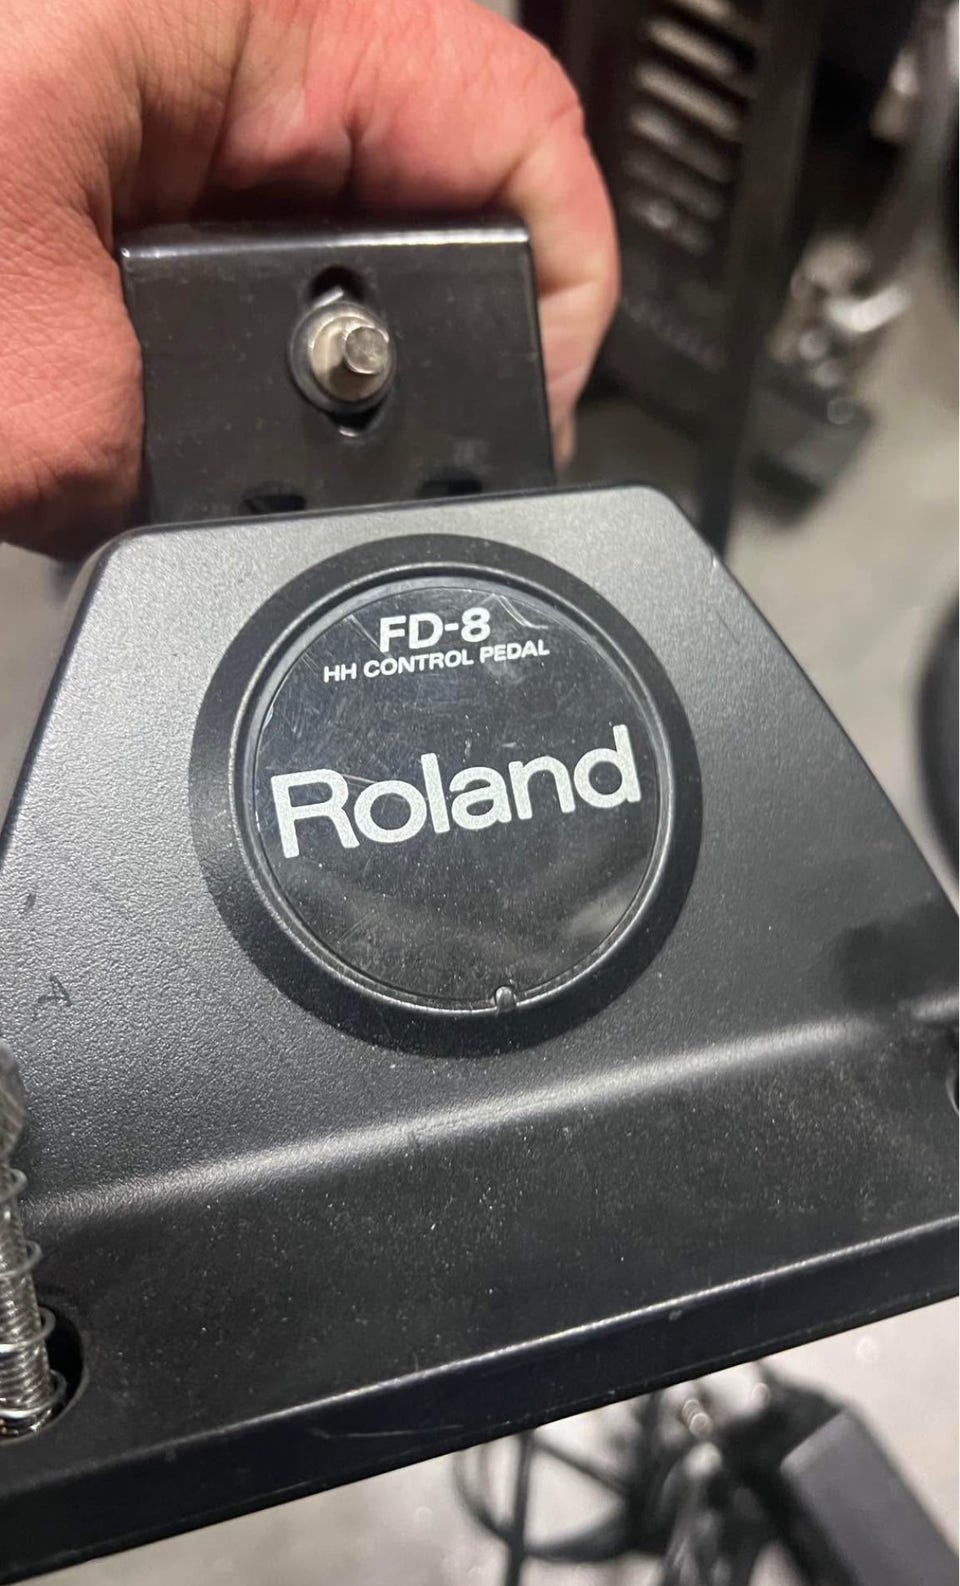 FD-8
HH CONTROL PEDAL
Roland